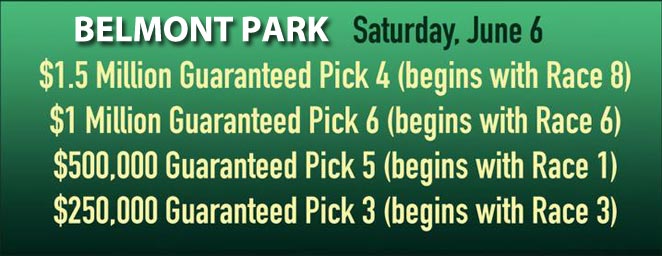 BELMONT PARK Saturday, June 6
$1.5 Million Guaranteed Pick 4 (begins with Race 8)
$1 Million Guaranteed Pick 6 (begins with Race 6)
$500,000 Guaranteed Pick 5 (begins with Race 1)
$250,000 Guaranteed Pick 3 (begins with Race 3)